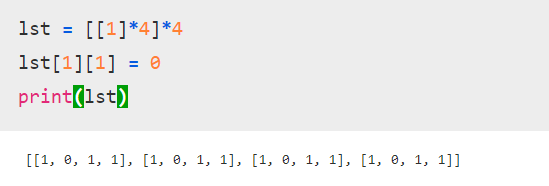 lst = [[1]*4]*4
lst[1][1] = 0
print(lst)
[[1, 0, 1, 1], [1, 0, 1, 1], [1, 0, 1, 1], [1, 0, 1, 1]]